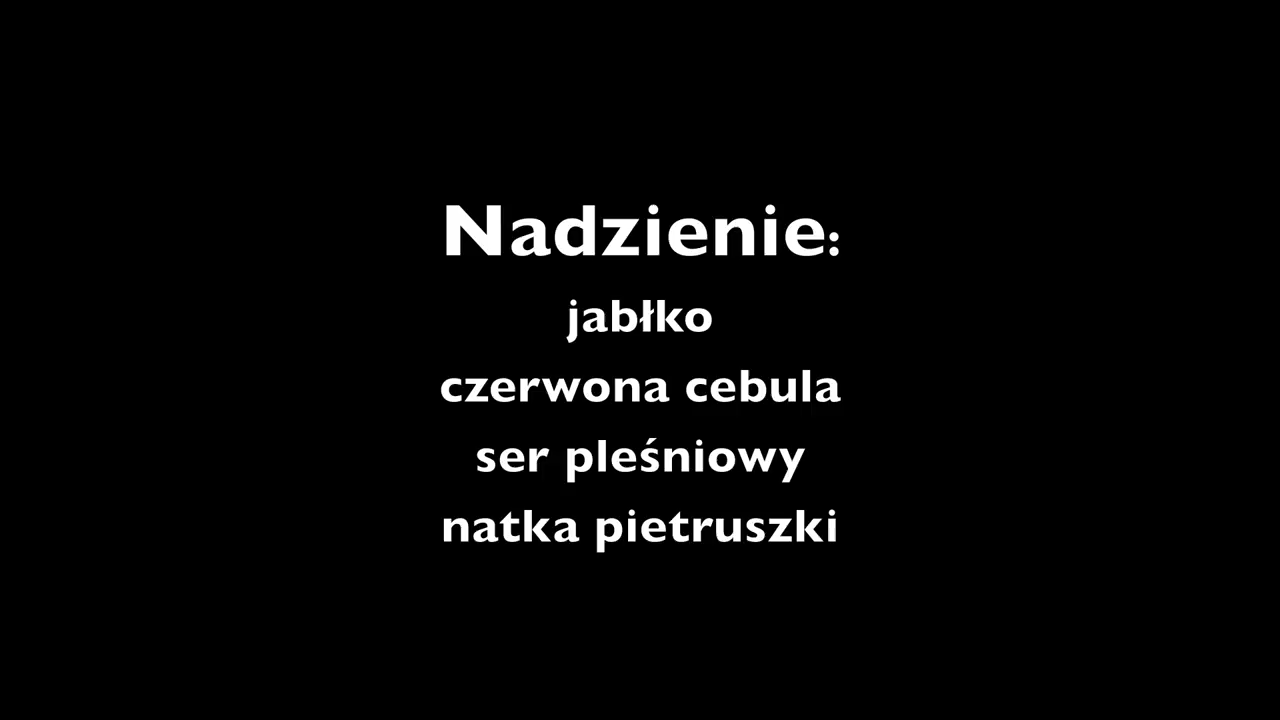 Nadzienie:
jabłko
czerwona cebula
ser pleśniowy
natka pietruszki